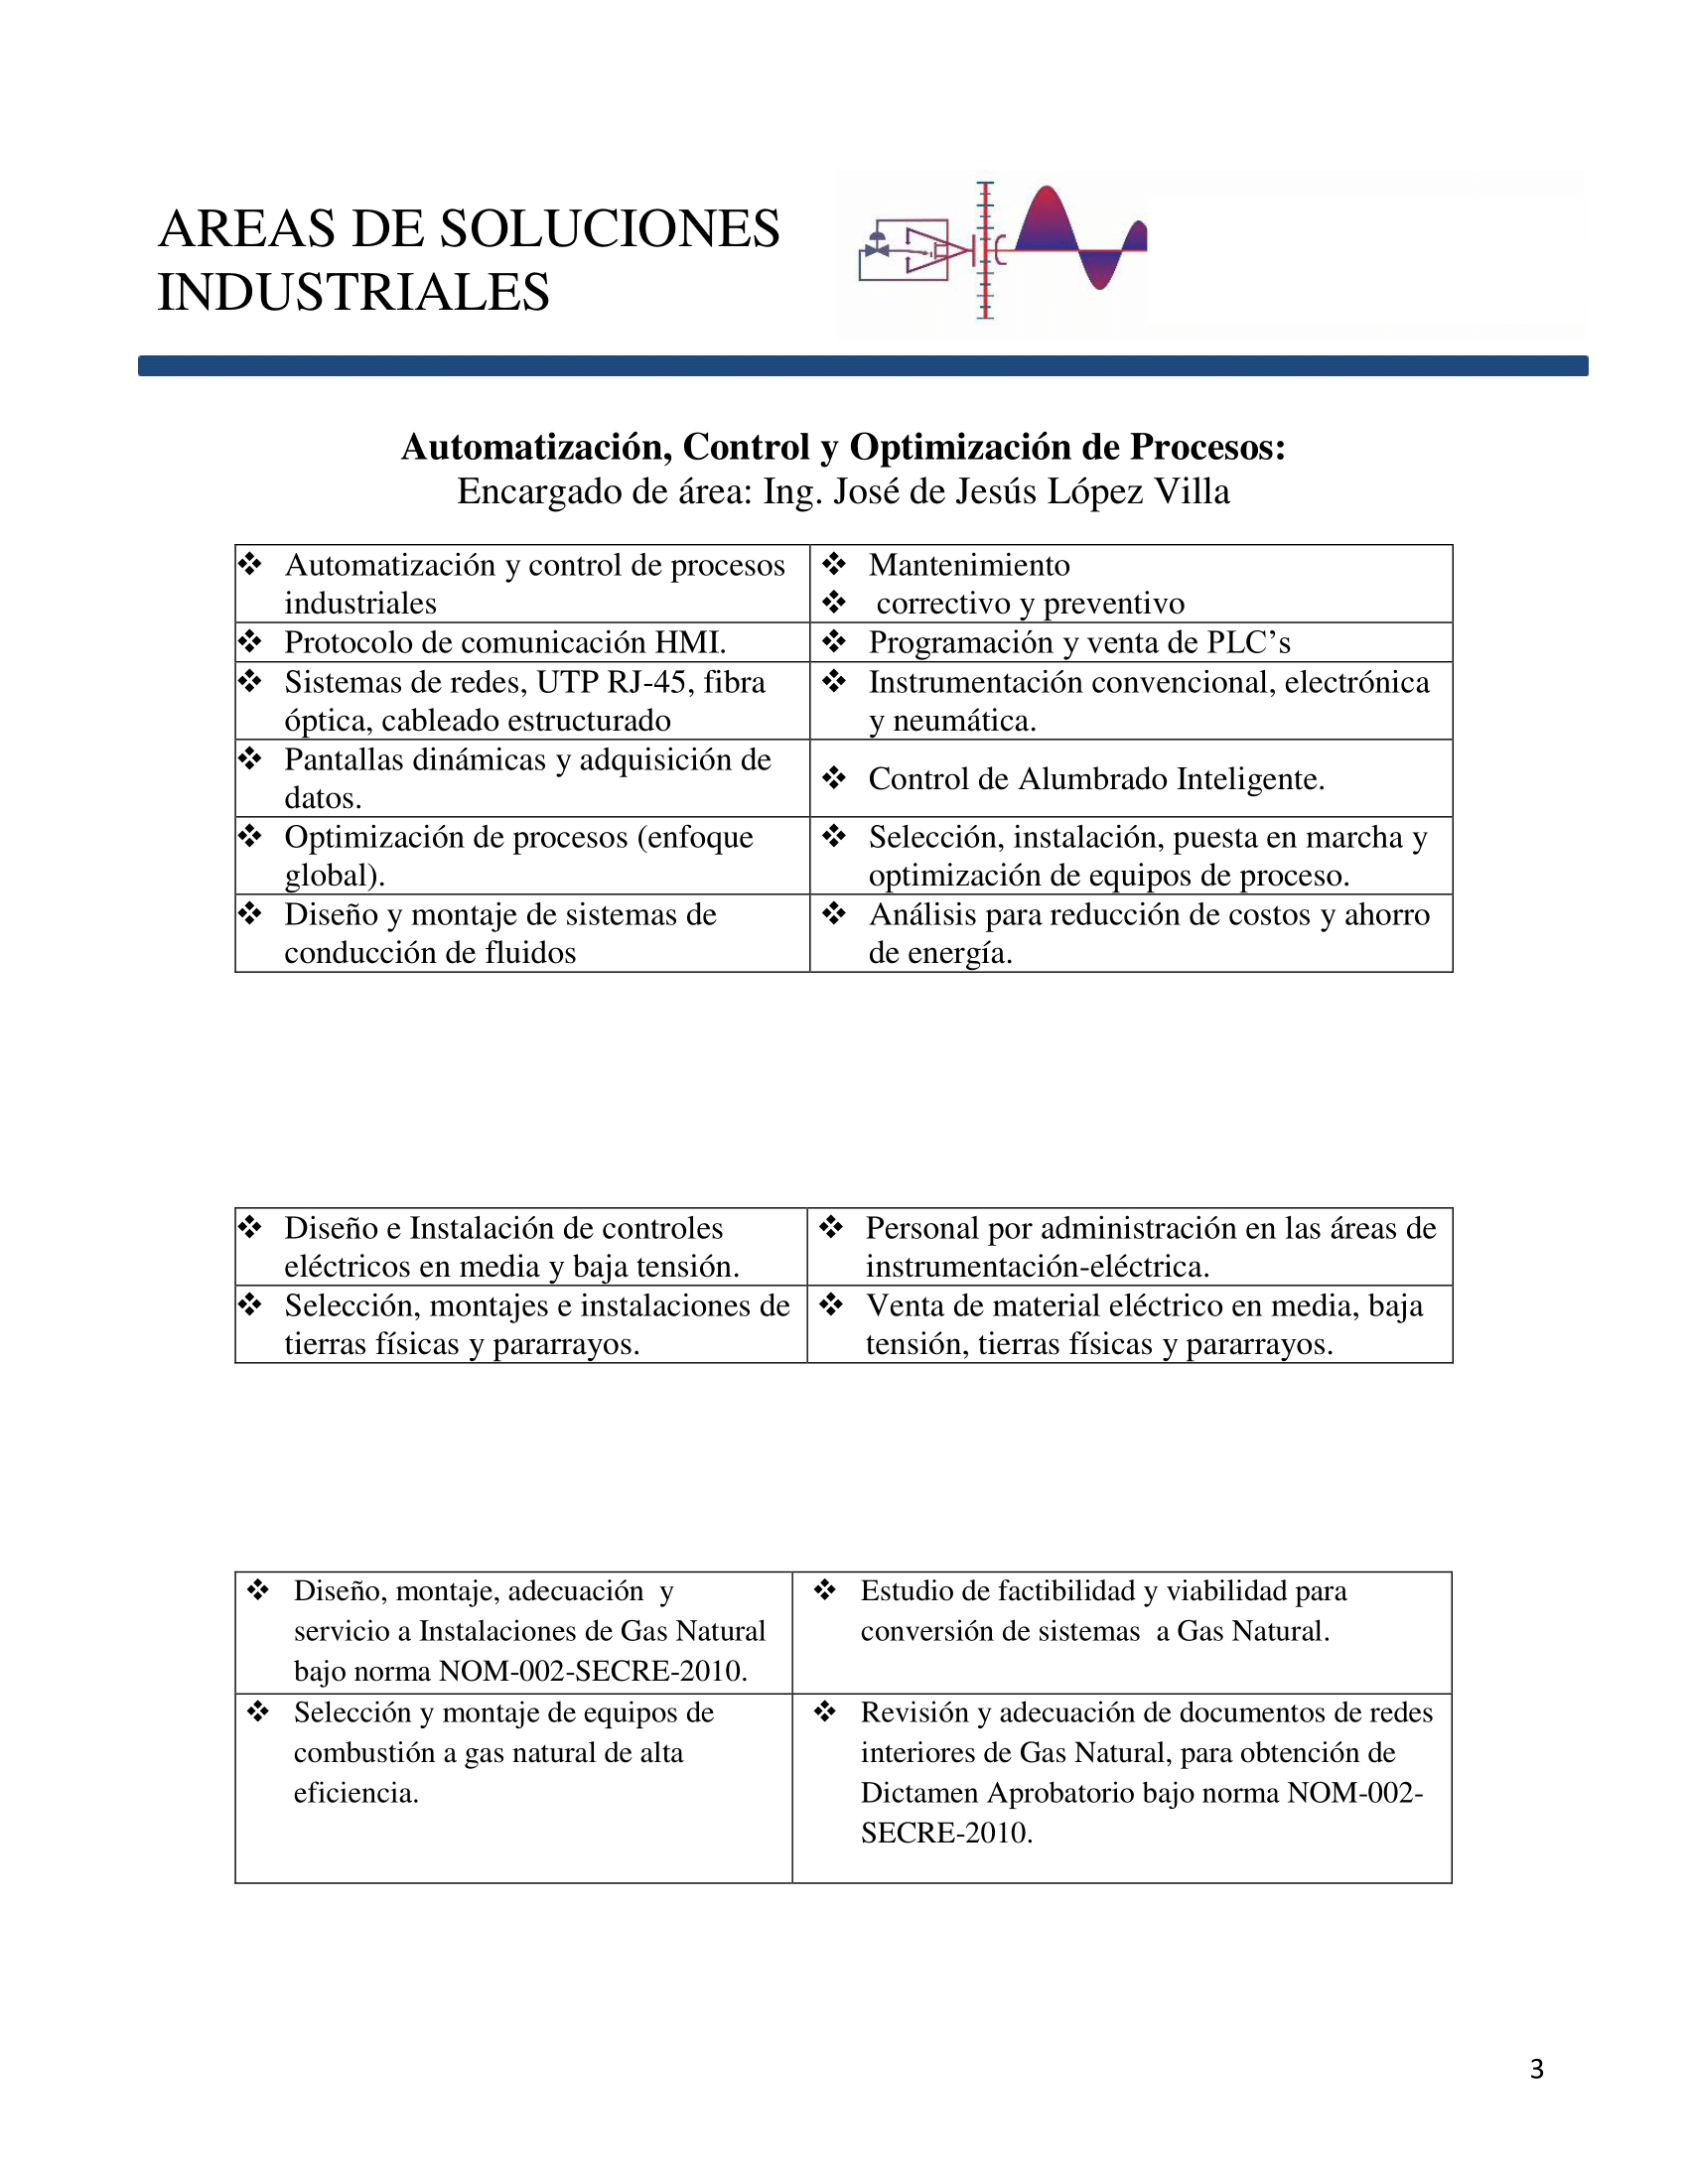 AREAS DE SOLUCIONES
INDUSTRIALES
Automatización, Control y Optimización de Procesos:
Encargado de área: Ing. José de Jesús López Villa
❖ Automatización y control de procesos
industriales
❖ Mantenimiento
❖ correctivo y preventivo
❖ Protocolo de comunicación HMI.
❖ Programación y venta de PLC’s
❖ Sistemas de redes, UTP RJ-45, fibra
óptica, cableado estructurado
❖ Instrumentación convencional, electrónica
y neumática.
❖ Pantallas dinámicas y adquisición de
datos.
❖ Control de Alumbrado Inteligente.
❖ Optimización de procesos (enfoque
global).
❖ Selección, instalación, puesta en marcha y
optimización de equipos de proceso.
❖ Diseño y montaje de sistemas de
conducción de fluidos
❖ Análisis para reducción de costos y ahorro
de energía.
❖ Diseño e Instalación de controles
eléctricos en media y baja tensión.
❖ Personal por administración en las áreas de
instrumentación-eléctrica.
❖ Selección, montajes e instalaciones de
tierras físicas y pararrayos.
❖ Venta de material eléctrico en media, baja
tensión, tierras físicas y pararrayos.
❖ Diseño, montaje, adecuación y
servicio a Instalaciones de Gas Natural
bajo norma NOM-002-SECRE-2010.
❖ Estudio de factibilidad y viabilidad para
conversión de sistemas a Gas Natural.
❖ Selección y montaje de equipos de
combustión a gas natural de alta
eficiencia.
❖ Revisión y adecuación de documentos de redes
interiores de Gas Natural, para obtención de
Dictamen Aprobatorio bajo norma NOM-002-
SECRE-2010.
3